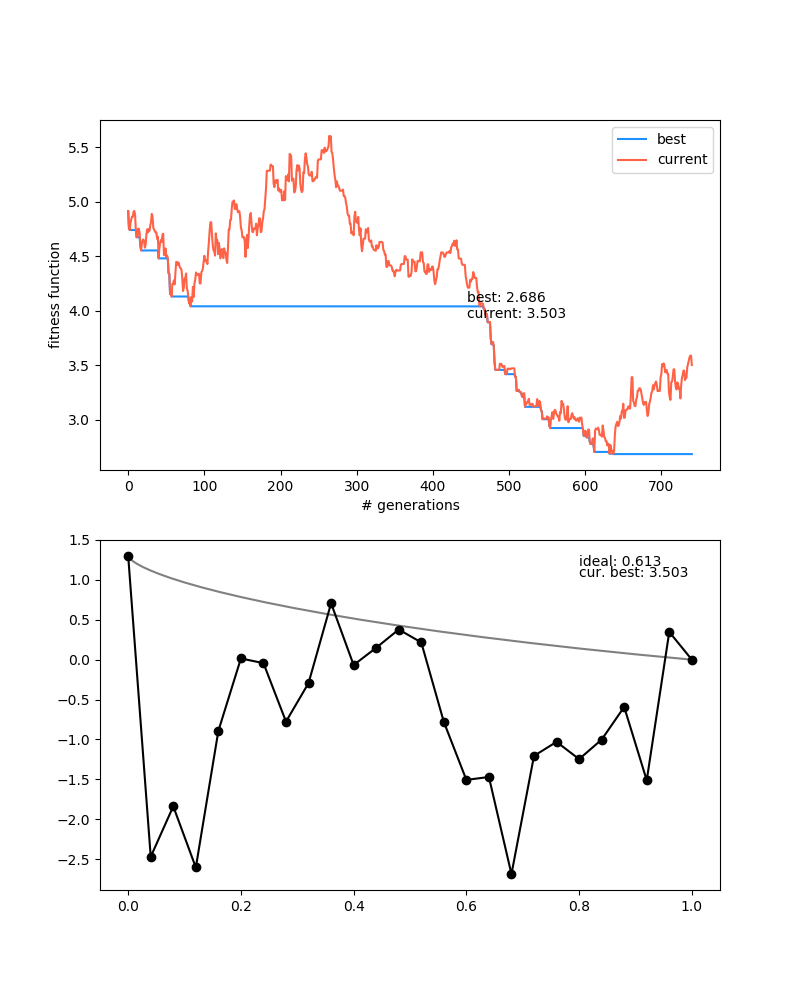 5.5
5.0
4.5
4.0
3.5
3.0
fitness function
best
current
best: 2.686
current: 3.503
0 100 200 300 400 500 600 700
# generations
1.5
1.0
0.5
0.0
−0.5
−1.0
−1.5
−2.0
−2.5
ideal: 0.613
cur. best: 3.503
0.0 0.2 0.4 0.6 0.8 1.0